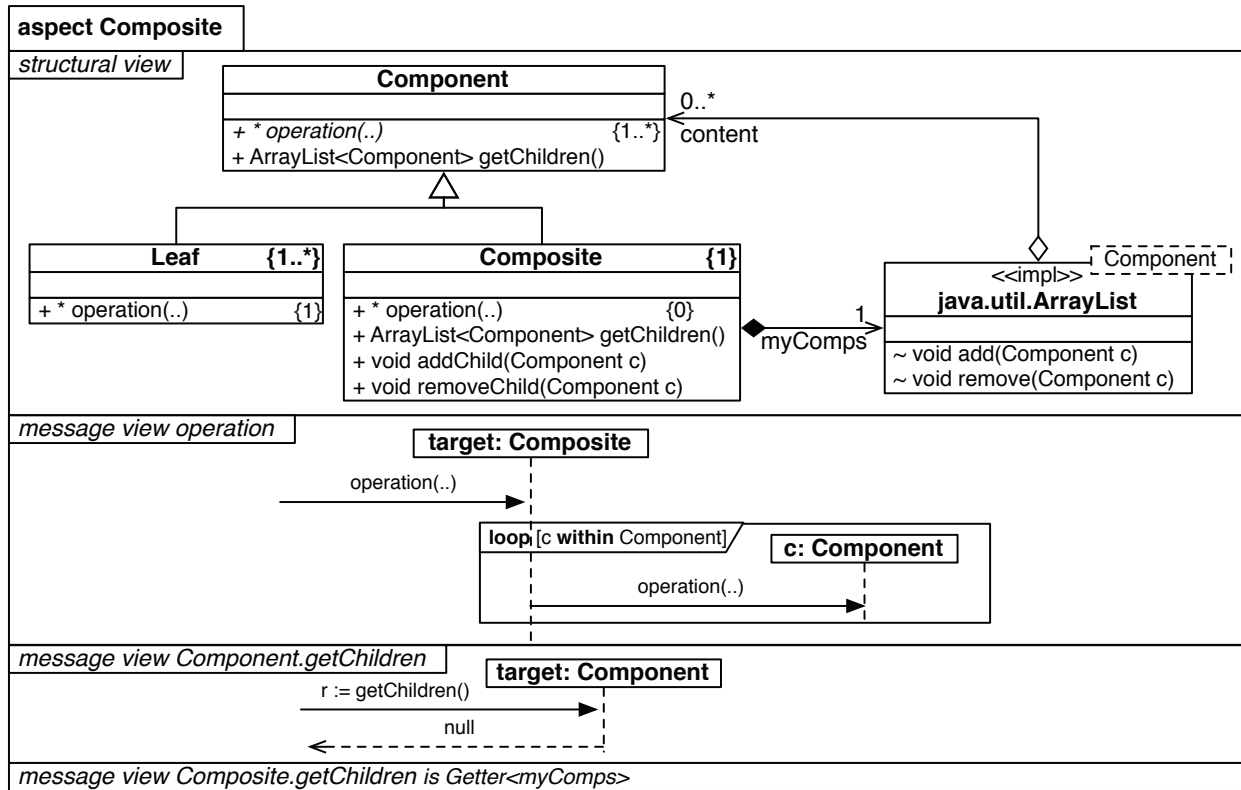 aspect Composite
structural view
Component
+ * operation(..) {1..*}
+ ArrayList<Component> getChildren()
0..*
content
Leaf {1..*}
+ * operation(..) {1}
Composite {1}
+ * operation(..) {0}
+ ArrayList<Component> getChildren()
+ void addChild(Component c)
+ void removeChild(Component c)
1
myComps
Component
<<impl>>
java.util.ArrayList
~ void add(Component c)
~ void remove(Component c)
message view operation
target: Composite
operation(..)
loop [c within Component]
c: Component
operation(..)
message view Component.getChildren
target: Component
r := getChildren()
null
message view Composite.getChildren is Getter<myComps>